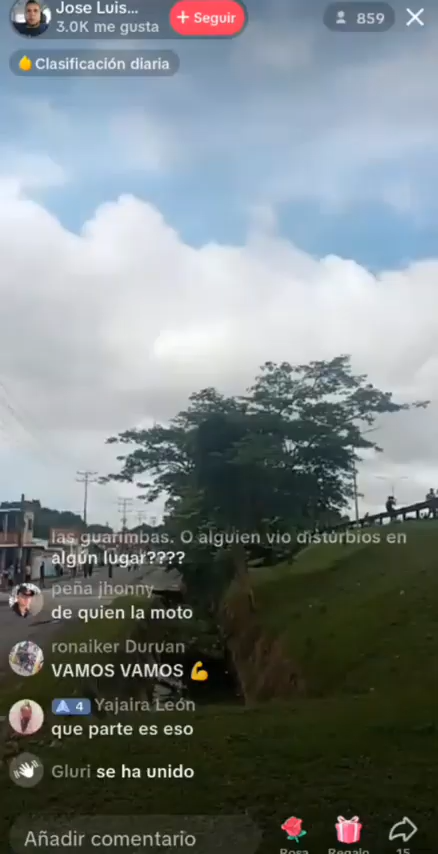 Jose Luis...
3.0K me gusta
+ Seguir
859
Clasificación diaria
las guarimbas. O alguien vio disturbios en
algún lugar????
peña jhonny
de quien la moto
ronaiker Duruan
VAMOS VAMOS 💪
4 Yajaira León
que parte es eso
Gluri se ha unido
Añadir comentario
Rosa
Regalo
15